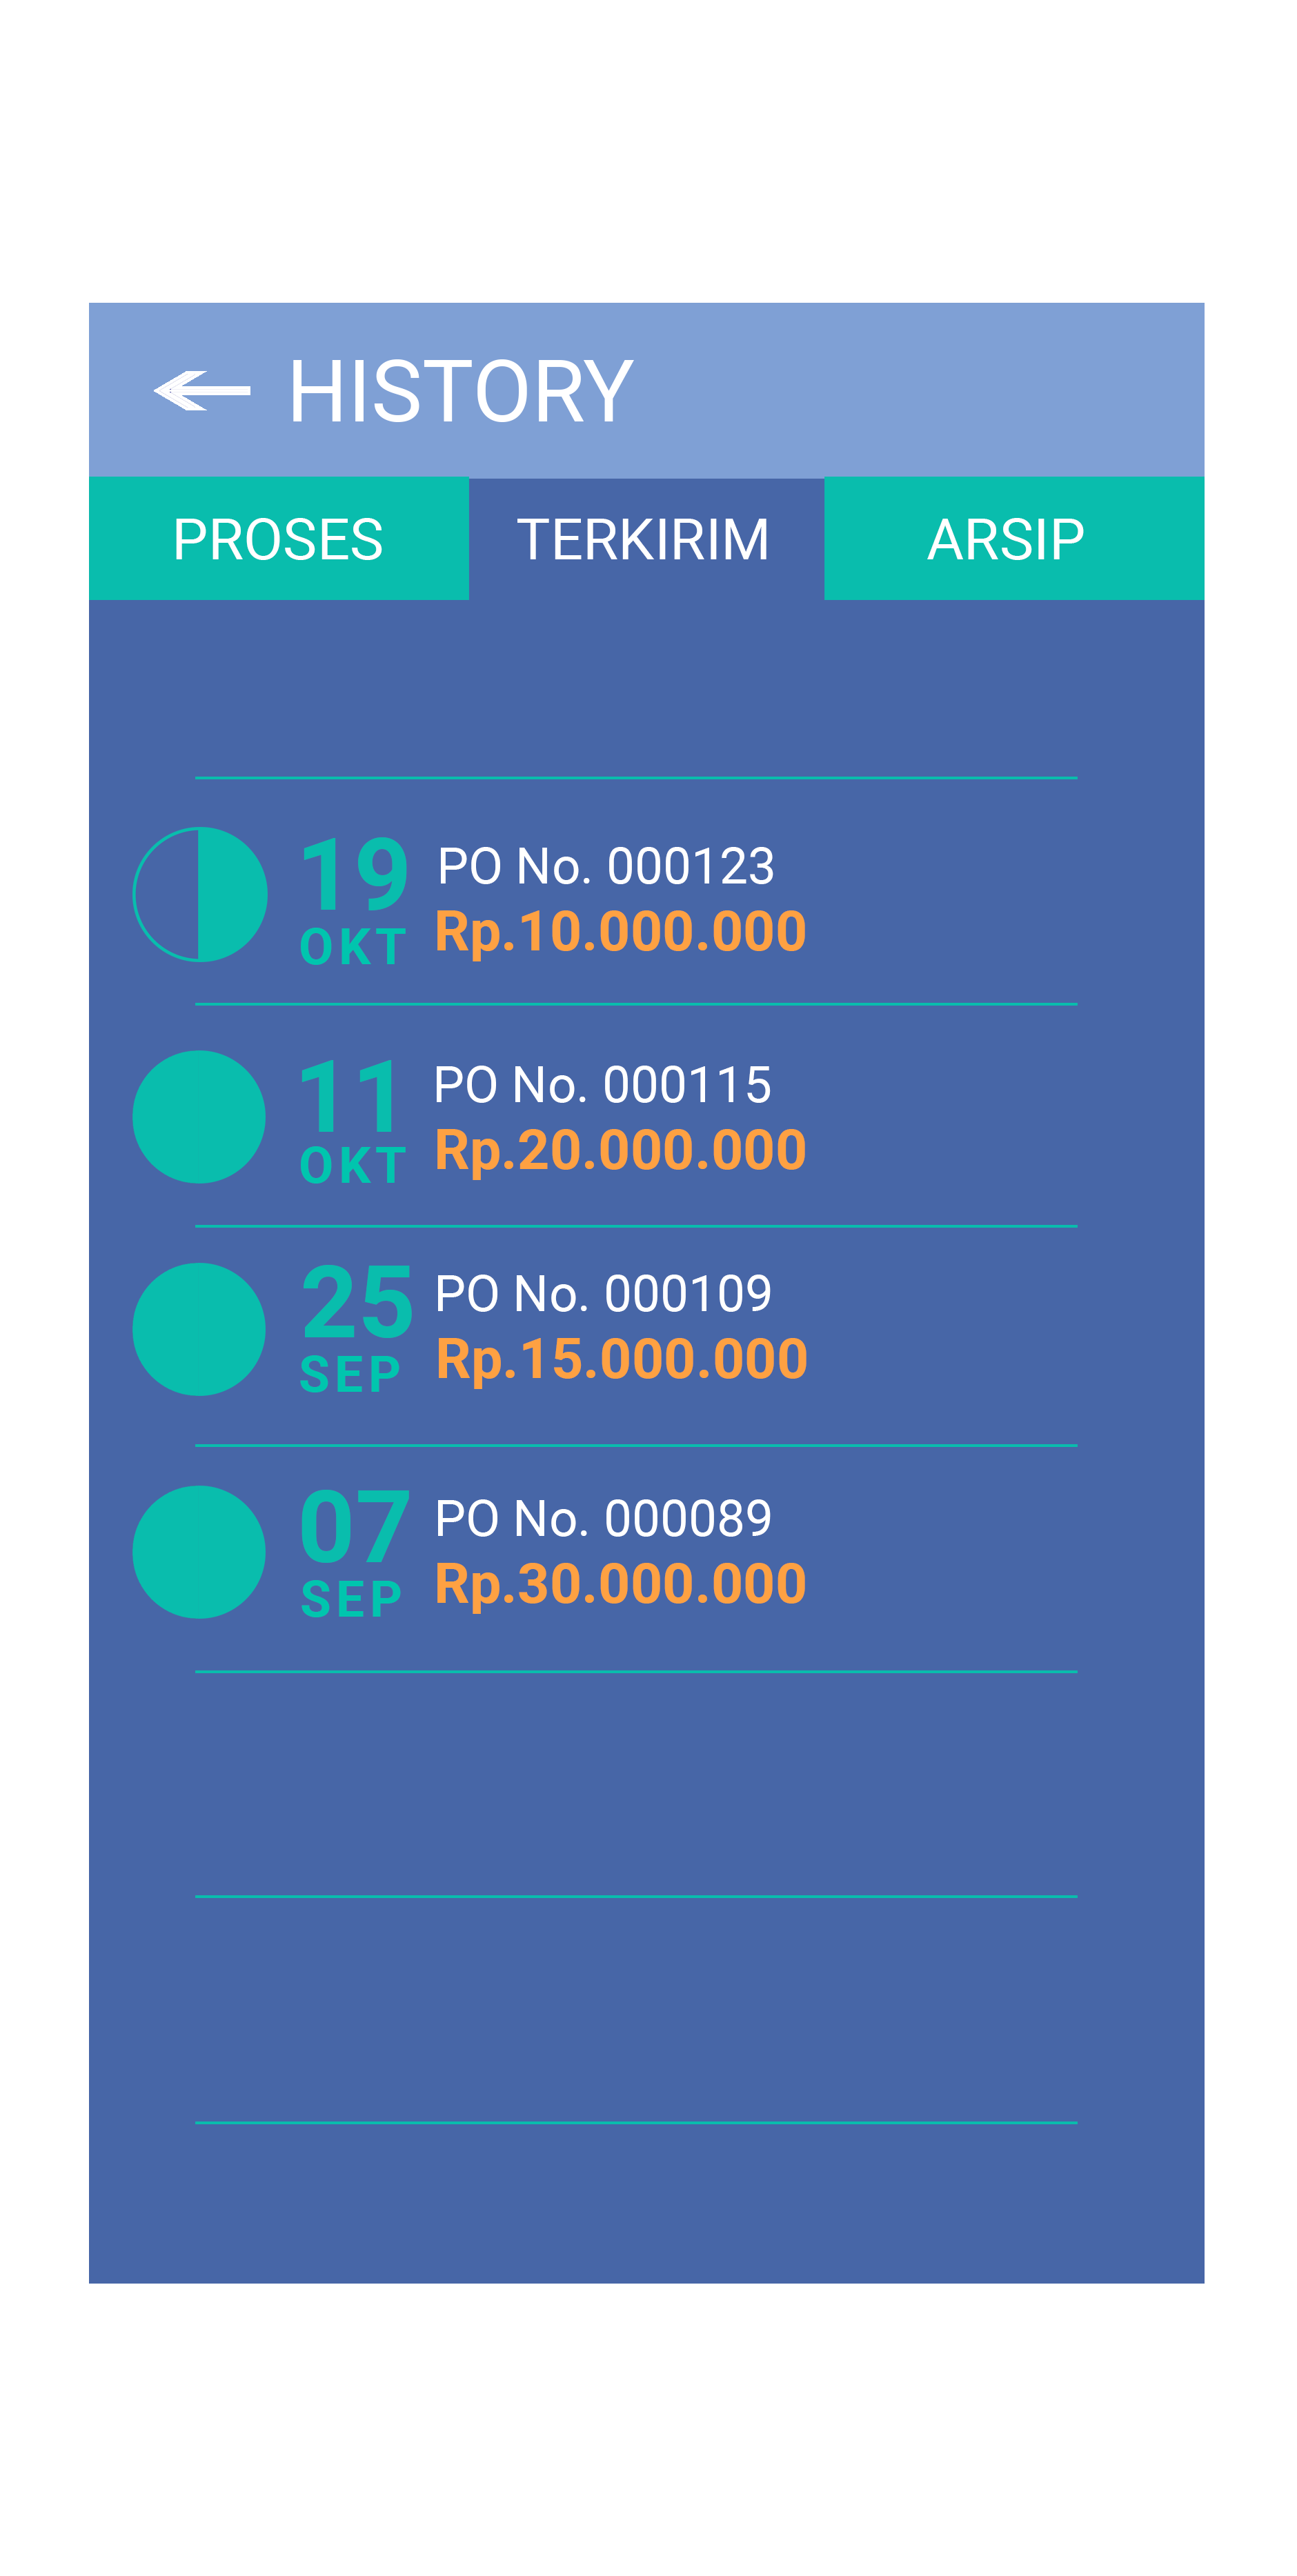 HISTORY
PROSES TERKIRIM ARSIP
19 OKT
PO No. 000123
Rp.10.000.000
11 OKT
PO No. 000115
Rp.20.000.000
25 SEP
PO No. 000109
Rp.15.000.000
07 SEP
PO No. 000089
Rp.30.000.000